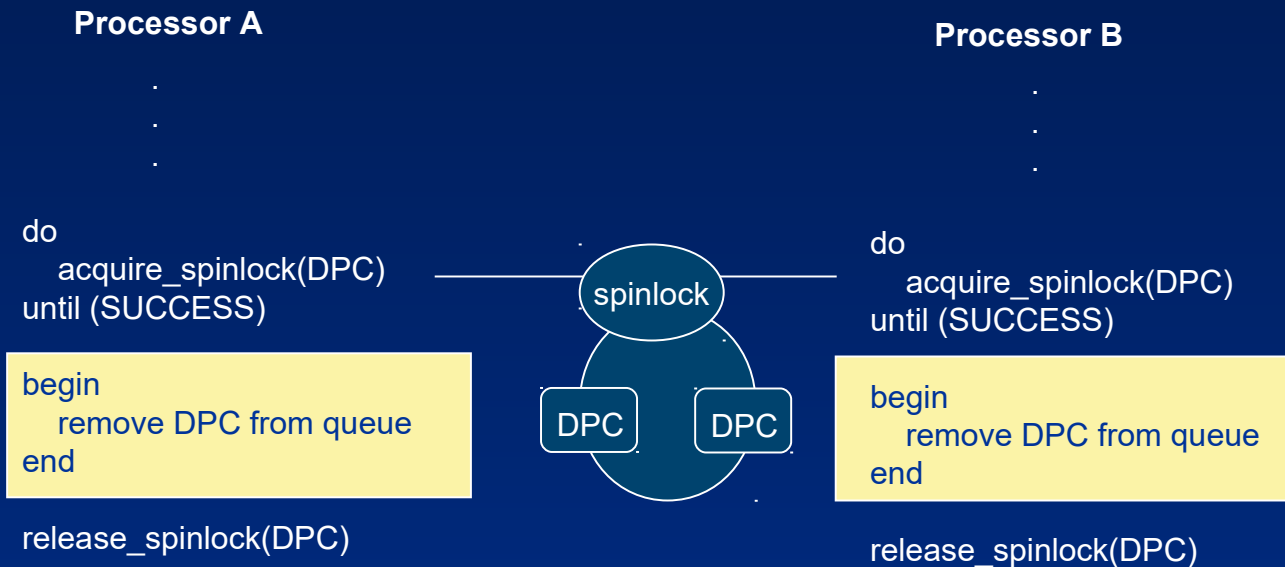 Processor A
.
.
.
do
acquire_spinlock(DPC)
until (SUCCESS)
begin
remove DPC from queue
end
release_spinlock(DPC)
spinlock
DPC
DPC
Processor B
.
.
.
do
acquire_spinlock(DPC)
until (SUCCESS)
begin
remove DPC from queue
end
release_spinlock(DPC)